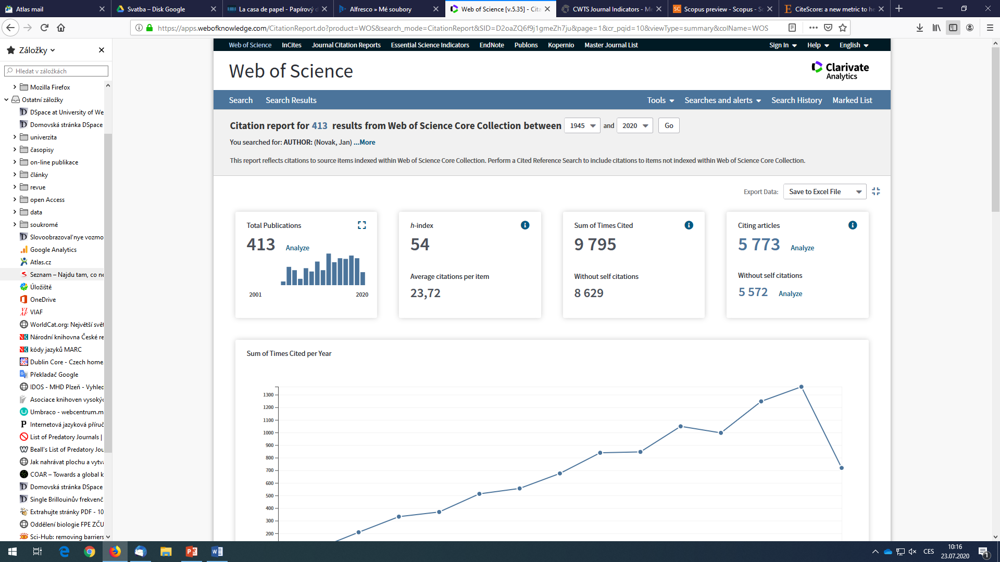 Atlas mail
Svatba – Disk Google
La casa de papel - Papírový d
Alfresco » Mé soubory
Web of Science [v.5.35] - Cita
CWTS Journal Indicators - Me
Scopus preview - Scopus - Sc
CiteScore: a new metric to he
https://apps.webofknowledge.com/CitationReport.do?product=WOS&search_mode=CitationReport&SID=D2oaZQ6f9j1gmeZh7ju&page=1&cr_pqid=10&viewType=summary&colName=WOS
Záložky
Hledat v záložkách
Mozilla Firefox
Ostatní záložky
DSpace at University of We
Domovská stránka DSpace
univerzita
časopisy
on-line publikace
články
revue
open Access
data
soukromé
Slovoobrazoval'nye vozmo
Google Analytics
Atlas.cz
Seznam – Najdu tam, co ne
Úložiště
OneDrive
VIAF
WorldCat.org: Největší svět
Národní knihovna České re
kódy jazyků MARC
Dublin Core - Czech home
Překladač Google
IDOS - MHD Plzeň - Vyhled
Asociace knihoven vysokýc
Umbraco - webcentrum.m
Internetová jazyková příruč
List of Predatory Journals |
Beall's List of Predatory Jou
Jak nahrávat plochu a vytvá
COAR – Towards a global k
Domovská stránka DSpace
Single Brillouinův frekvenč
Extrahujte stránky PDF - 10
Oddělení biologie FPE ZČU
Sci-Hub: removing barriers
Web of Science InCites Journal Citation Reports Essential Science Indicators EndNote Publons Kopernio Master Journal List Sign In Help English
Web of Science
Clarivate
Analytics
Search Search Results Tools Searches and alerts Search History Marked List
Citation report for 413 results from Web of Science Core Collection between 1945 and 2020 Go
You searched for: AUTHOR: (Novak, Jan) ...More
This report reflects citations to source items indexed within Web of Science Core Collection. Perform a Cited Reference Search to include citations to items not indexed within Web of Science Core Collection.
Export Data: Save to Excel File
Total Publications
413 Analyze
2001 2020
h-index
54
Average citations per item
23,72
Sum of Times Cited
9 795
Without self citations
8 629
Citing articles
5 773 Analyze
Without self citations
5 572 Analyze
Sum of Times Cited per Year
1300
1200
1100
1000
900
800
700
600
500
400
300
200
CES
10:16
23.07.2020
1